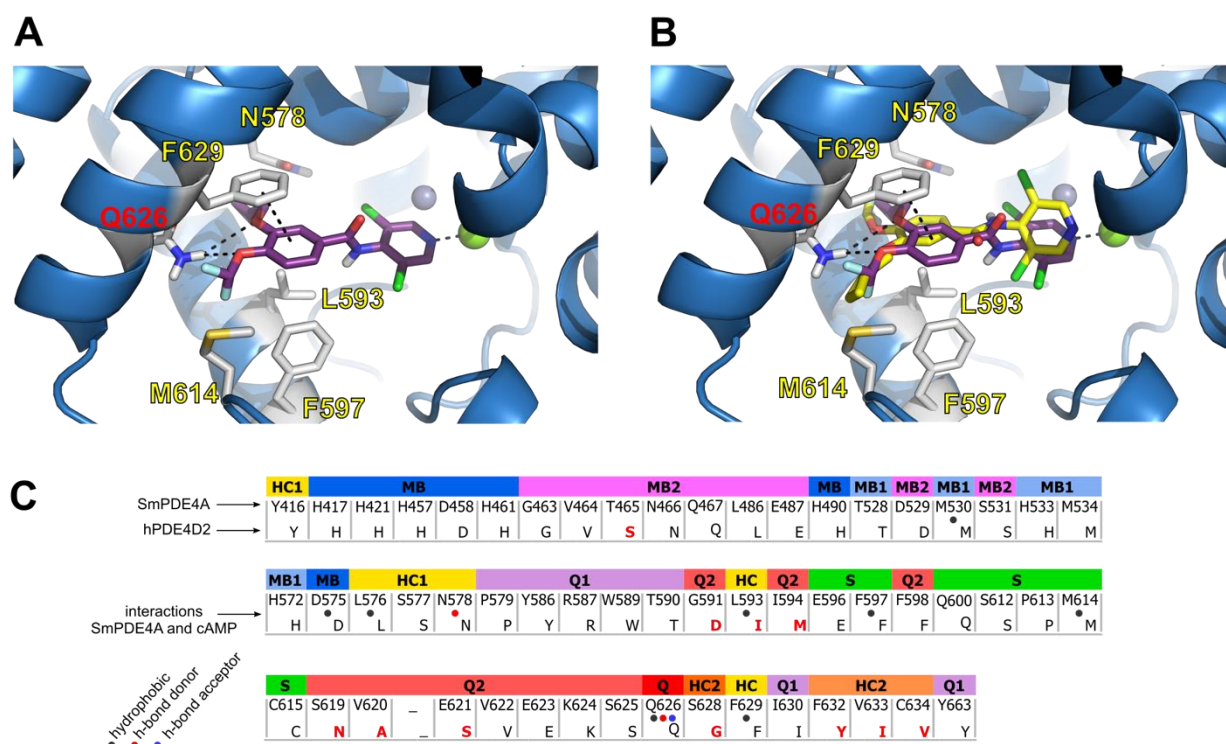 A
B
N578
N578
F629
F629
Q626
Q626
L593
L593
M614
M614
F597
F597
C
HC1 MB MB2 MB MB1 MB2 MB1 MB2 MB1
SmPDE4A Y416 H417 H421 H457 D458 H461 G463 V464 T465 N466 Q467 L486 E487 H490 T528 D529 M530 S531 H533 M534
hPDE4D2 Y H H H D H G V S N Q L E H T D M S H M
MB1 MB HC1 Q1 Q2 HC Q2 S Q2 S
H572 D575 L576 S577 N578 P579 Y586 R587 W589 T590 G591 L593 I594 E596 F597 F598 Q600 S612 P613 M614
interactions
SmPDE4A and cAMP
H D L S N P Y R W T D I M E F F Q S P M
S Q2 Q HC2 HC Q1 HC2 Q1
C615 S619 V620 _ E621 V622 E623 K624 S625 Q626 S628 F629 I630 F632 V633 C634 Y663
C N A _ S V E K S Q G F I Y I V Y
hydrophobic
h-bond donor
h-bond acceptor